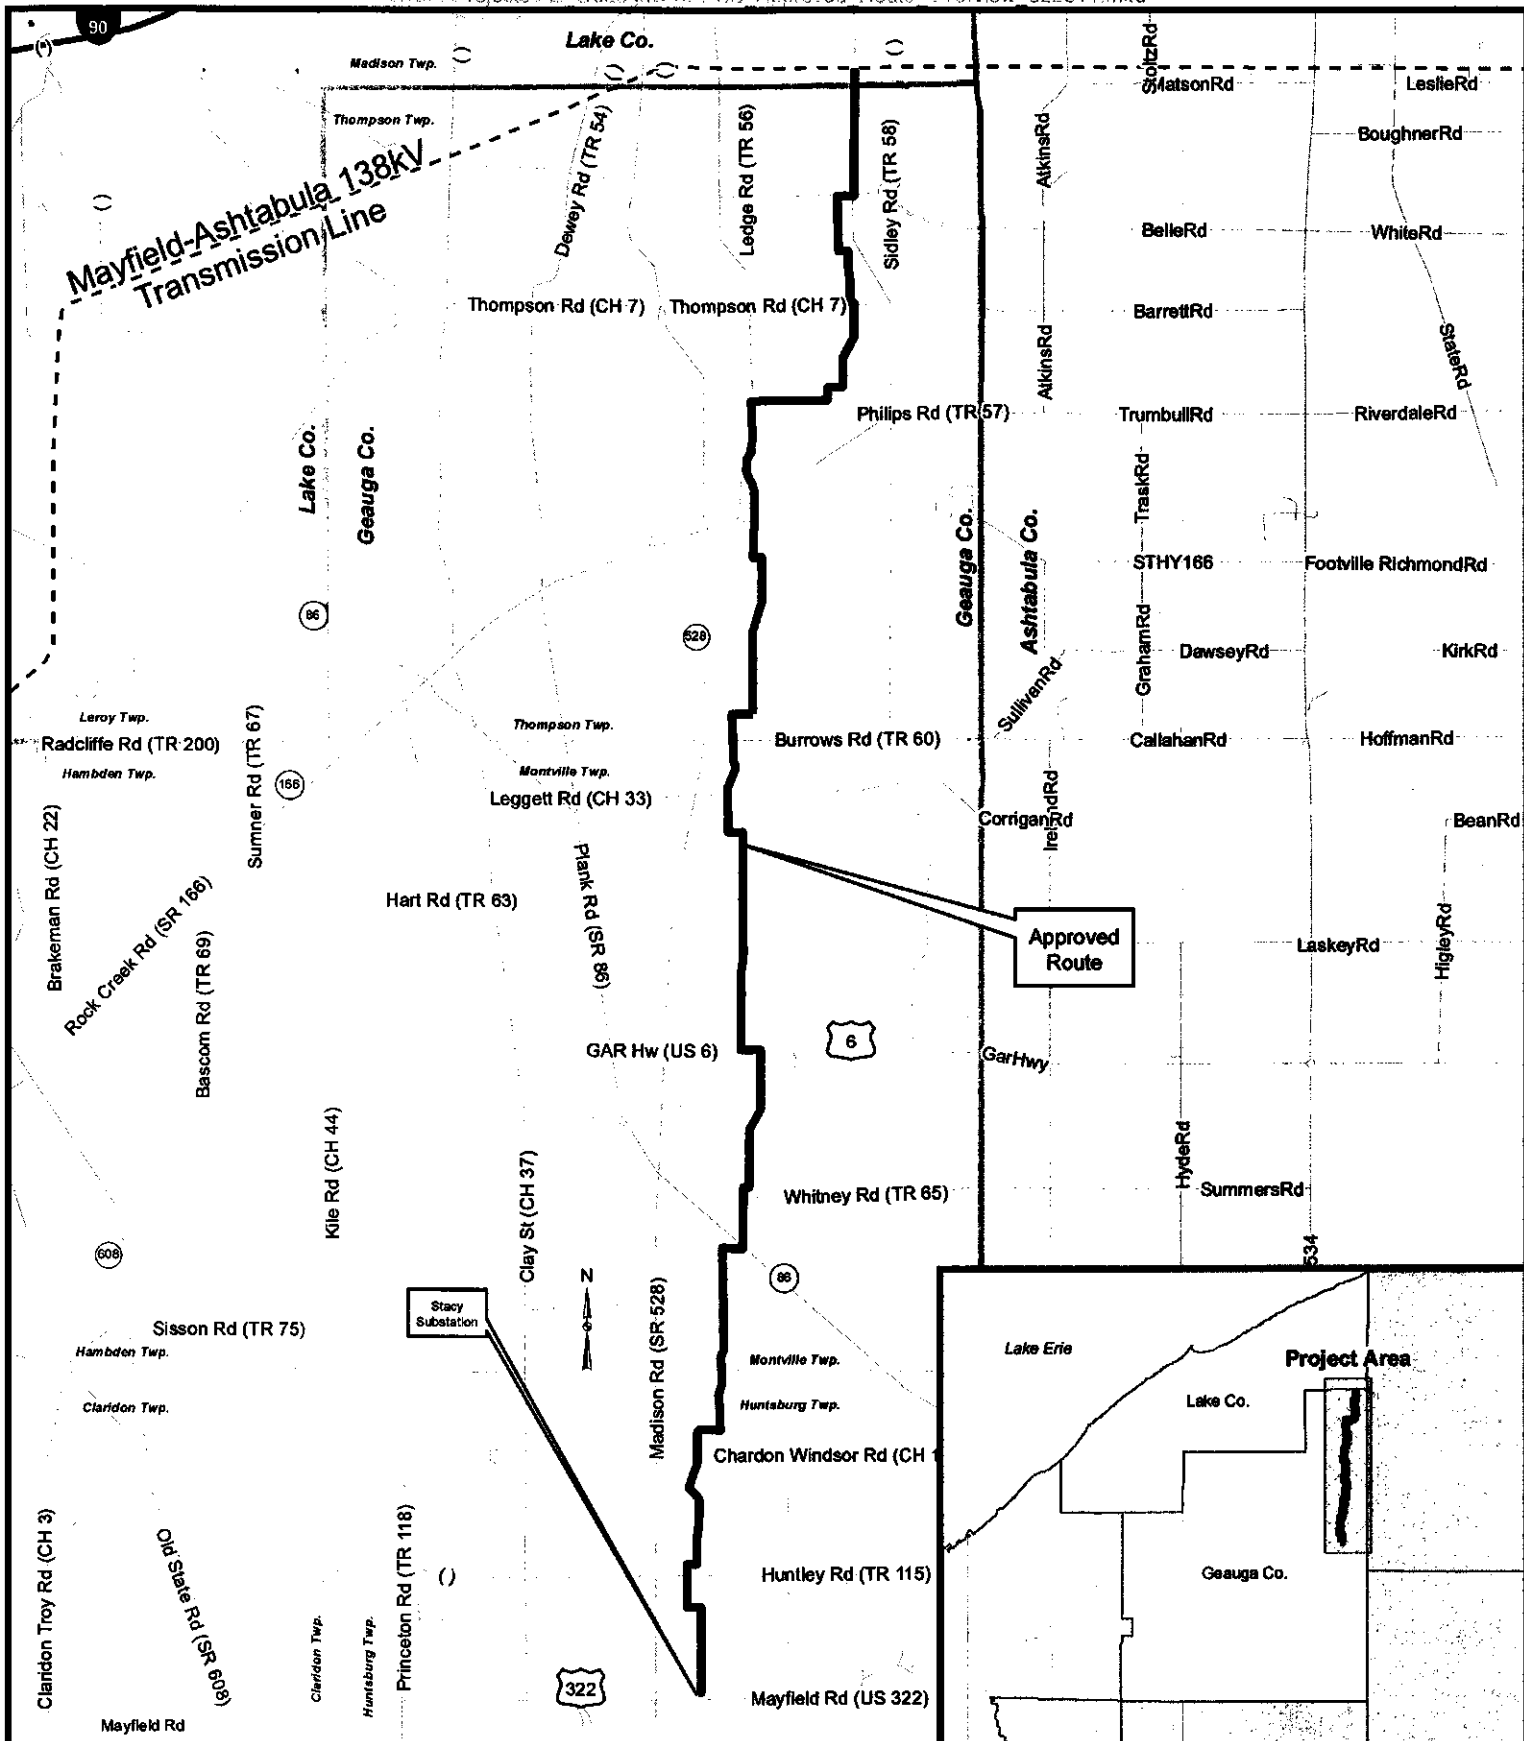 90
Lake Co.
Madison Twp.
Thompson Twp.
Mayfield-Ashtabula 138kV
Transmission Line
Dewey Rd (TR 54)
Ledge Rd (TR 56)
Sidley Rd (TR 58)
StoltzRd
MatsonRd
LeslieRd
AtkinsRd
BoughnerRd
BelleRd
WhiteRd
Thompson Rd (CH 7)
Thompson Rd (CH 7)
BarrettRd
AtkinsRd
StateRd
Philips Rd (TR 57)
TrumbullRd
RiverdaleRd
Lake Co.
Geauga Co.
TraskRd
Geauga Co.
Ashtabula Co.
STHY166
Footville RichmondRd
86
528
GrahamRd
DawseyRd
KirkRd
SullivanRd
Leroy Twp.
Radcliffe Rd (TR 200)
Hambden Twp.
Sumner Rd (TR 67)
166
Thompson Twp.
Montville Twp.
Leggett Rd (CH 33)
Burrows Rd (TR 60)
CallahanRd
HoffmanRd
IrelandRd
CorriganRd
BeanRd
Brakeman Rd (CH 22)
Rock Creek Rd (SR 166)
Bascom Rd (TR 69)
Hart Rd (TR 63)
Plank Rd (SR 86)
Approved
Route
LaskeyRd
HigleyRd
GAR Hw (US 6)
6
GarHwy
Kile Rd (CH 44)
Clay St (CH 37)
Whitney Rd (TR 65)
HydeRd
SummersRd
534
608
86
N
Stacy
Substation
Sisson Rd (TR 75)
Hambden Twp.
Claridon Twp.
Madison Rd (SR 528)
Montville Twp.
Huntsburg Twp.
Chardon Windsor Rd (CH 1
Claridon Troy Rd (CH 3)
Old State Rd (SR 608)
Claridon Twp.
Huntsburg Twp.
Princeton Rd (TR 118)
Huntley Rd (TR 115)
322
Mayfield Rd (US 322)
Mayfield Rd
Lake Erie
Project Area
Lake Co.
Geauga Co.